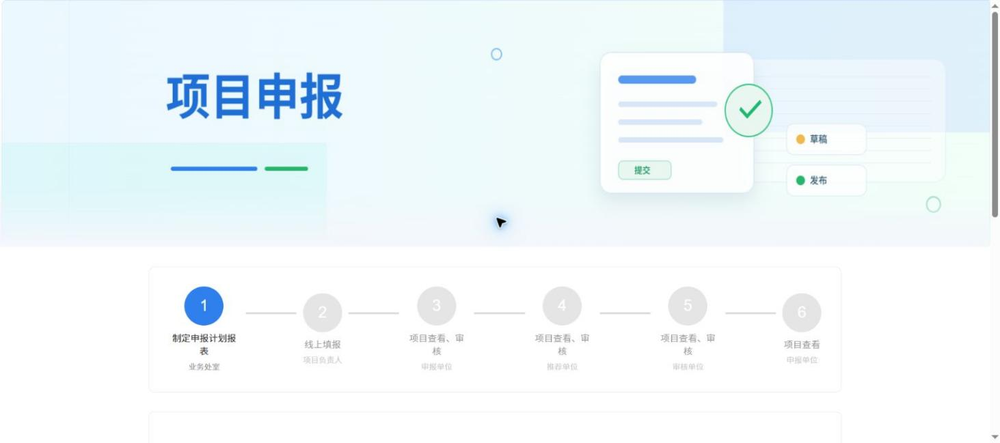 项目申报
草稿
提交
发布
1
2
3
4
5
6
制定申报计划报
表
业务处室
线上填报
项目负责人
项目查看、审
核
申报单位
项目查看、审
核
推荐单位
项目查看、审
核
审核单位
项目查看
申报单位